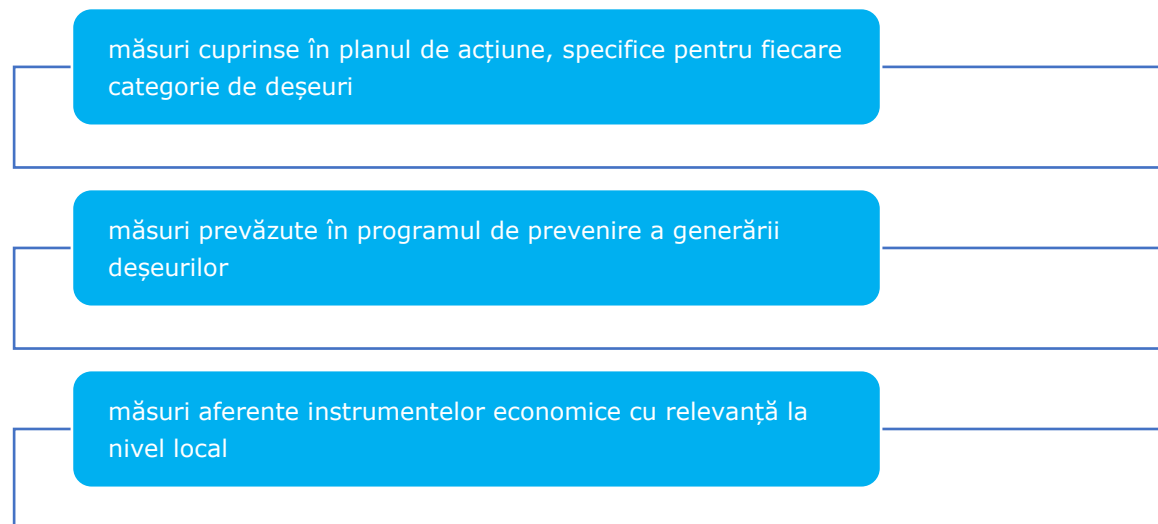 măsuri cuprinse în planul de acțiune, specifice pentru fiecare
categorie de deșeuri
măsuri prevăzute în programul de prevenire a generării
deșeurilor
măsuri aferente instrumentelor economice cu relevanță la
nivel local